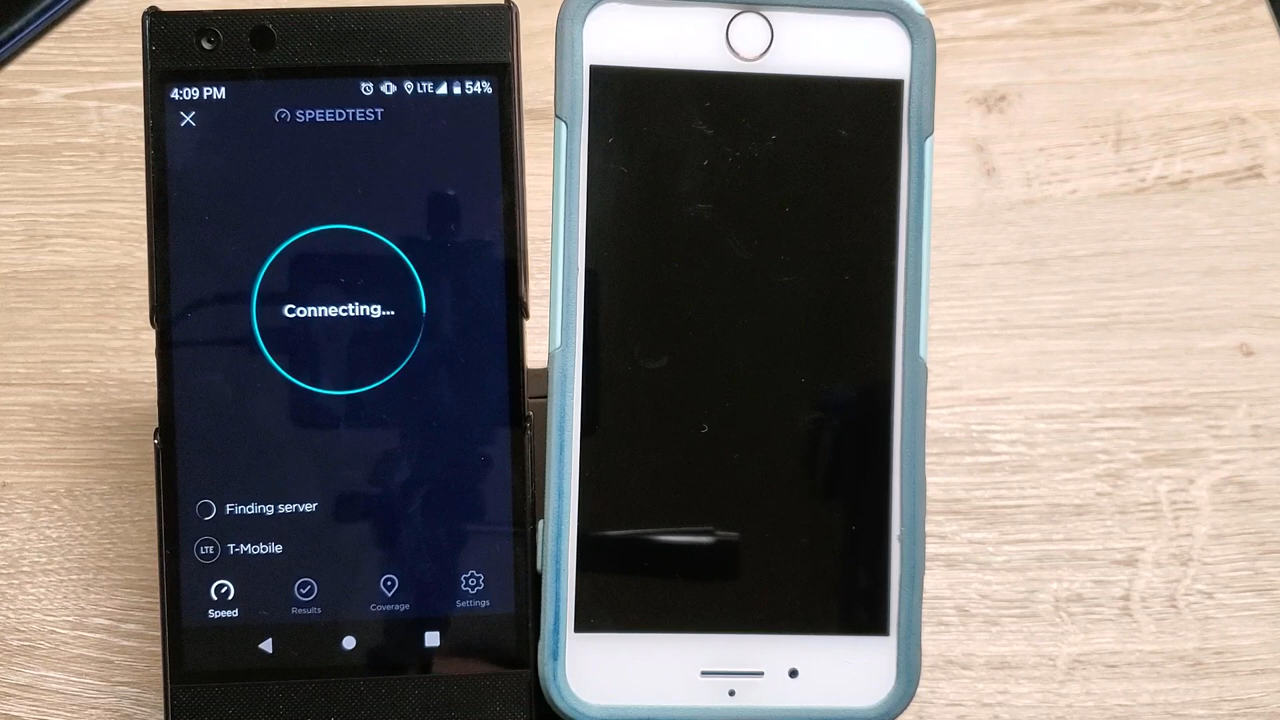 4:09 PM LTE 54%
SPEEDTEST
Connecting...
Finding server
LTE T-Mobile
Speed Results Coverage Settings